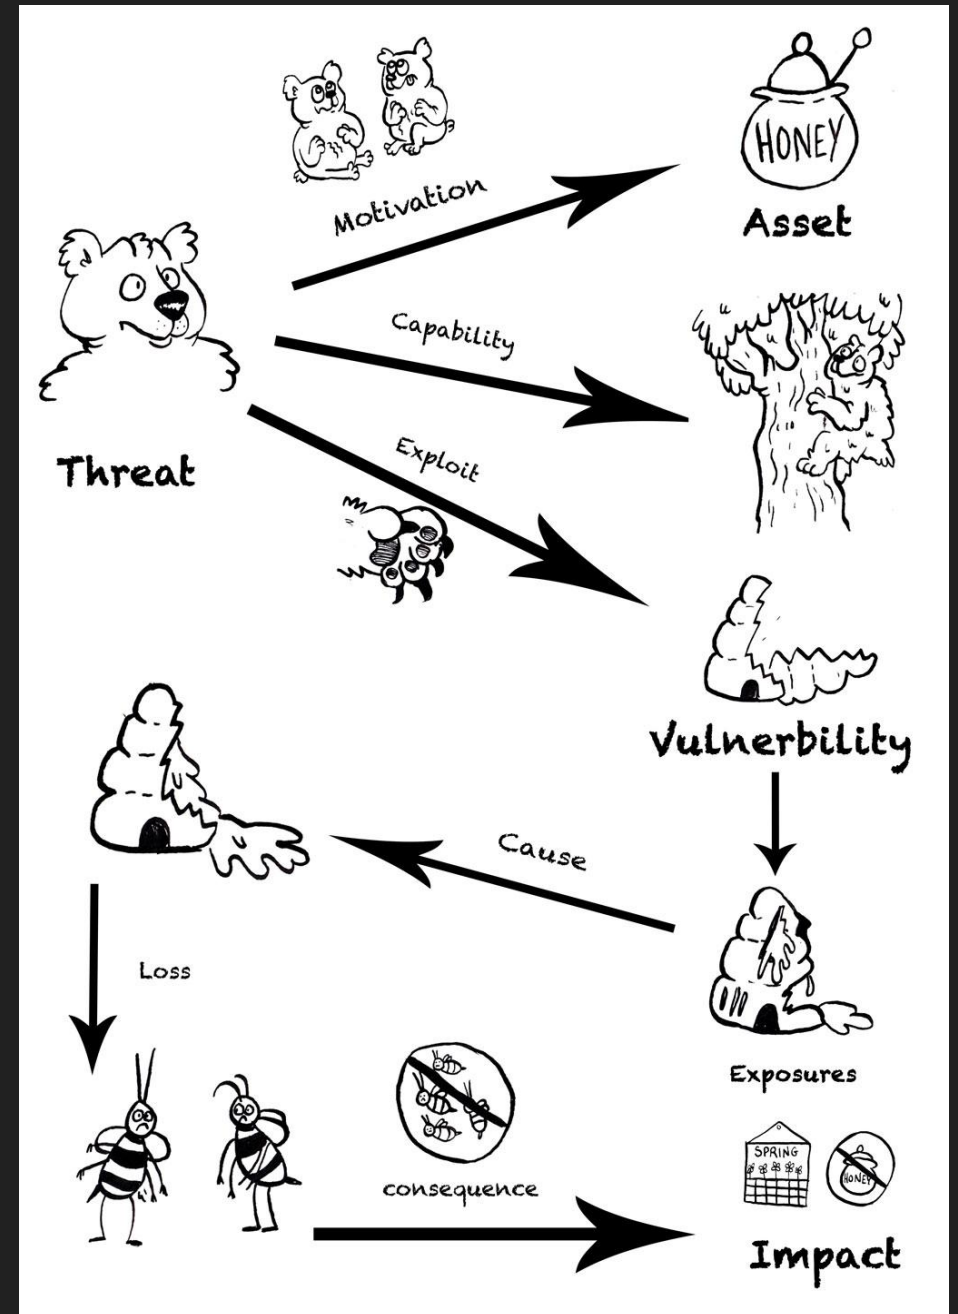 HONEY
Motivation
Asset
Capability
Exploit
Threat
Vulnerbility
Cause
Loss
Exposures
SPRING
HONEY
consequence
Impact